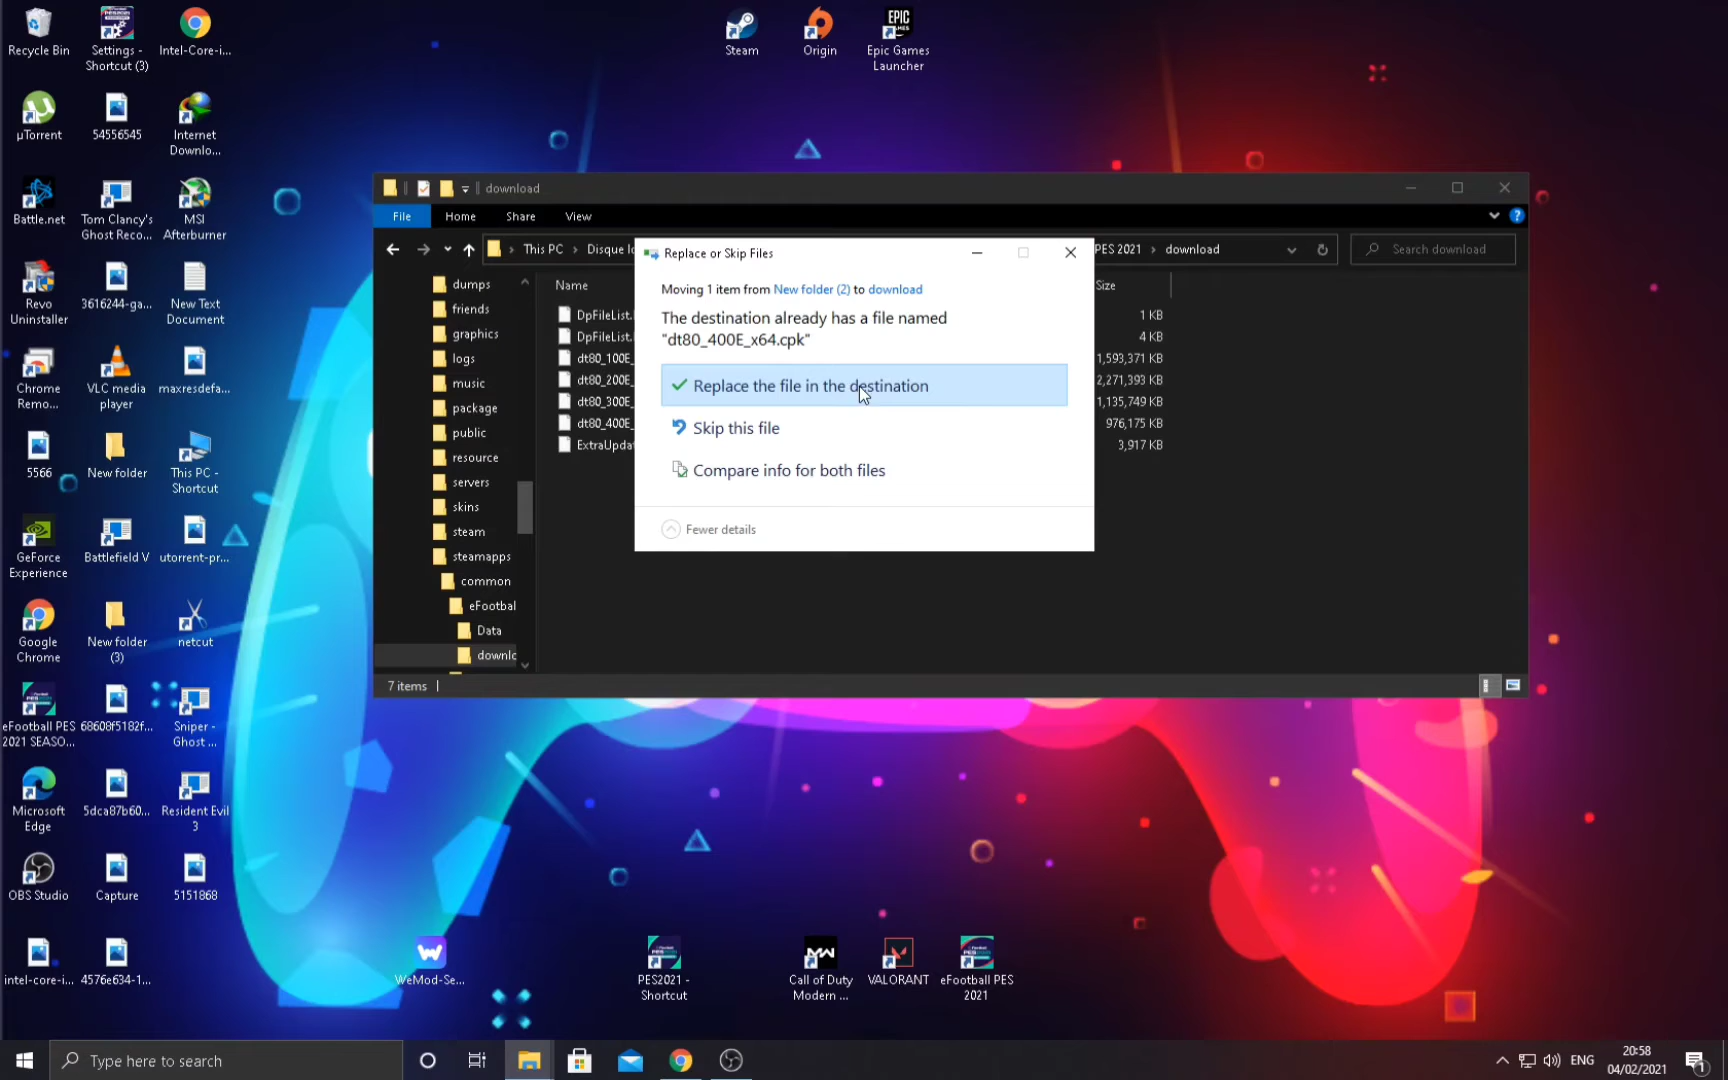 Recycle Bin
Settings -
Shortcut (3)
Intel-Core-i...
Steam
Origin
EPIC
GAMES
Epic Games
Launcher
µTorrent
54556545
Internet
Downlo...
Battle.net
Tom Clancy's
Ghost Reco...
MSI
Afterburner
Revo
Uninstaller
3616244-ga...
New Text
Document
Chrome
Remo...
VLC media
player
maxresdefa...
5566
New folder
This PC -
Shortcut
GeForce
Experience
Battlefield V
utorrent-pr...
Google
Chrome
New folder
(3)
netcut
eFootball PES
2021 SEASO...
68608f5182f...
Sniper -
Ghost ...
Microsoft
Edge
5dca87b60...
Resident Evil
3
OBS Studio
Capture
5151868
intel-core-i...
4576e634-1...
WeMod-Se...
PES2021 -
Shortcut
Call of Duty
Modern ...
VALORANT
eFootball PES
2021
download
File
Home
Share
View
This PC
Disque lo
PES 2021
download
Search download
dumps
friends
graphics
logs
music
package
public
resource
servers
skins
steam
steamapps
common
eFootbal
Data
downlo
Name
Size
DpFileList.
1 KB
DpFileList.
4 KB
dt80_100E_
1,593,371 KB
dt80_200E_
2,271,393 KB
dt80_300E_
1,135,749 KB
dt80_400E_
976,175 KB
ExtraUpdat
3,917 KB
7 items
Replace or Skip Files
Moving 1 item from New folder (2) to download
The destination already has a file named
"dt80_400E_x64.cpk"
Replace the file in the destination
Skip this file
Compare info for both files
Fewer details
Type here to search
ENG
20:58
04/02/2021
1